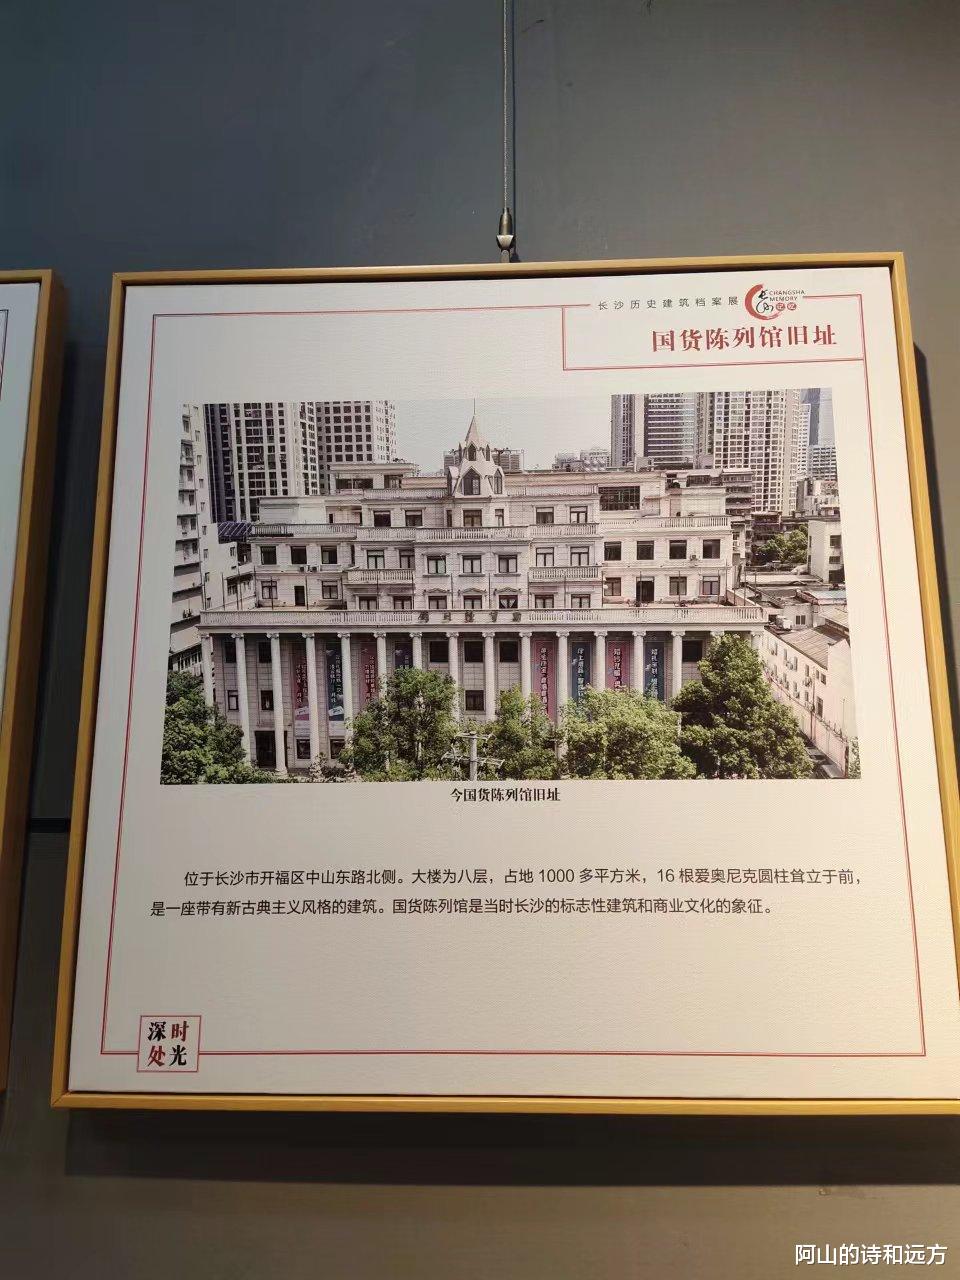 长沙历史建筑档案展
CHANGSHA
MEMORY
记忆
国货陈列馆旧址
今国货陈列馆旧址
位于长沙市开福区中山东路北侧。大楼为八层，占地 1000 多平方米，16 根爱奥尼克圆柱耸立于前，
是一座带有新古典主义风格的建筑。国货陈列馆是当时长沙的标志性建筑和商业文化的象征。
深时
处光
阿山的诗和远方